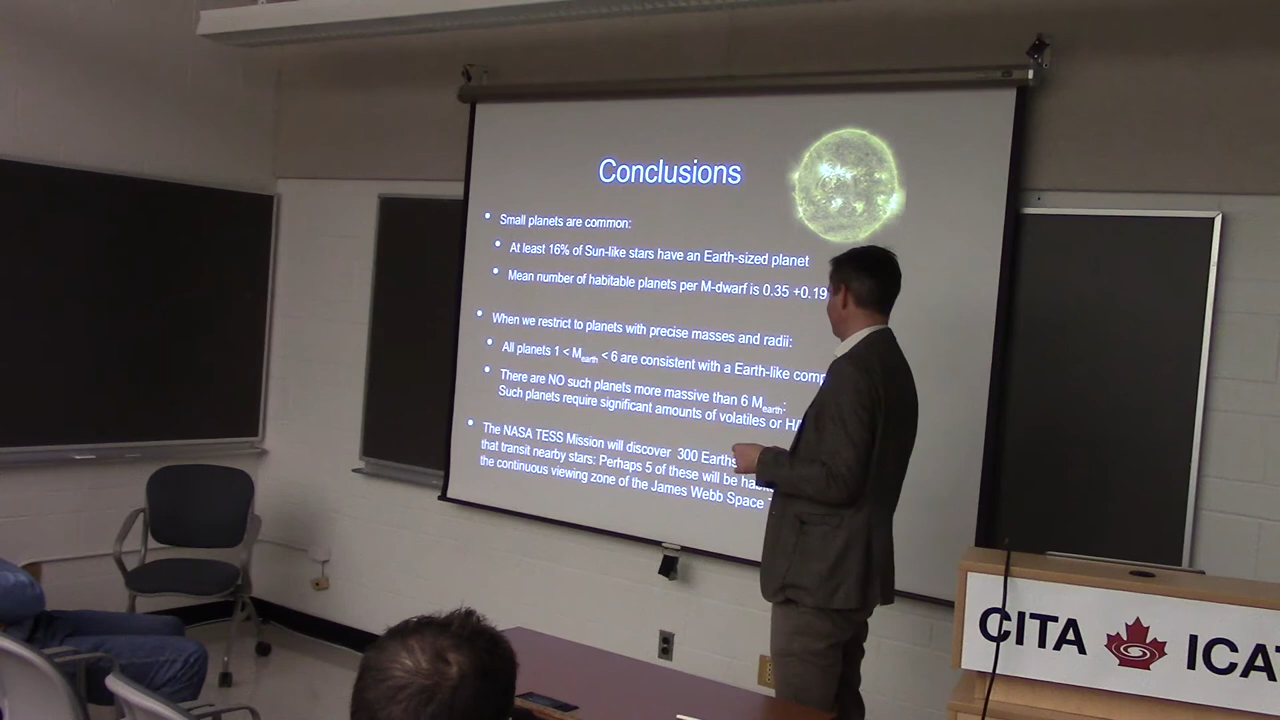 Conclusions
Small planets are common:
At least 16% of Sun-like stars have an Earth-sized planet
Mean number of habitable planets per M-dwarf is 0.35 +0.19
When we restrict to planets with precise masses and radii:
All planets 1 < Mearth < 6 are consistent with a Earth-like
There are NO such planets more massive than 6 Mearth:
Such planets require significant amounts of volatiles or
The NASA TESS Mission will discover 300 Earths
that transit nearby stars: Perhaps 5 of these will be
the continuous viewing zone of the James Webb Space
CITA ICA